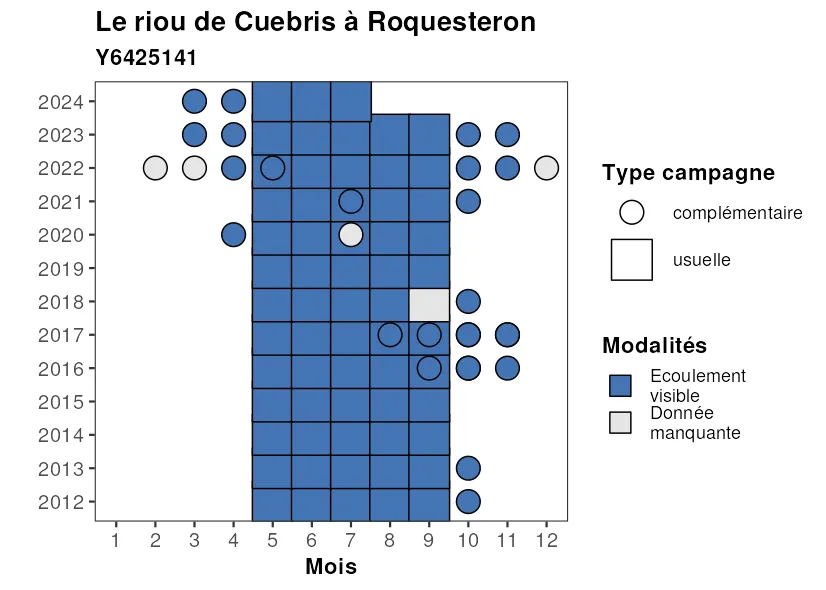 Le riou de Cuebris à Roquesteron
Y6425141
2024
2023
2022
2021
2020
2019
2018
2017
2016
2015
2014
2013
2012
1 2 3 4 5 6 7 8 9 10 11 12
Mois
Type campagne
complémentaire
usuelle
Modalités
Ecoulement
visible
Donnée
manquante